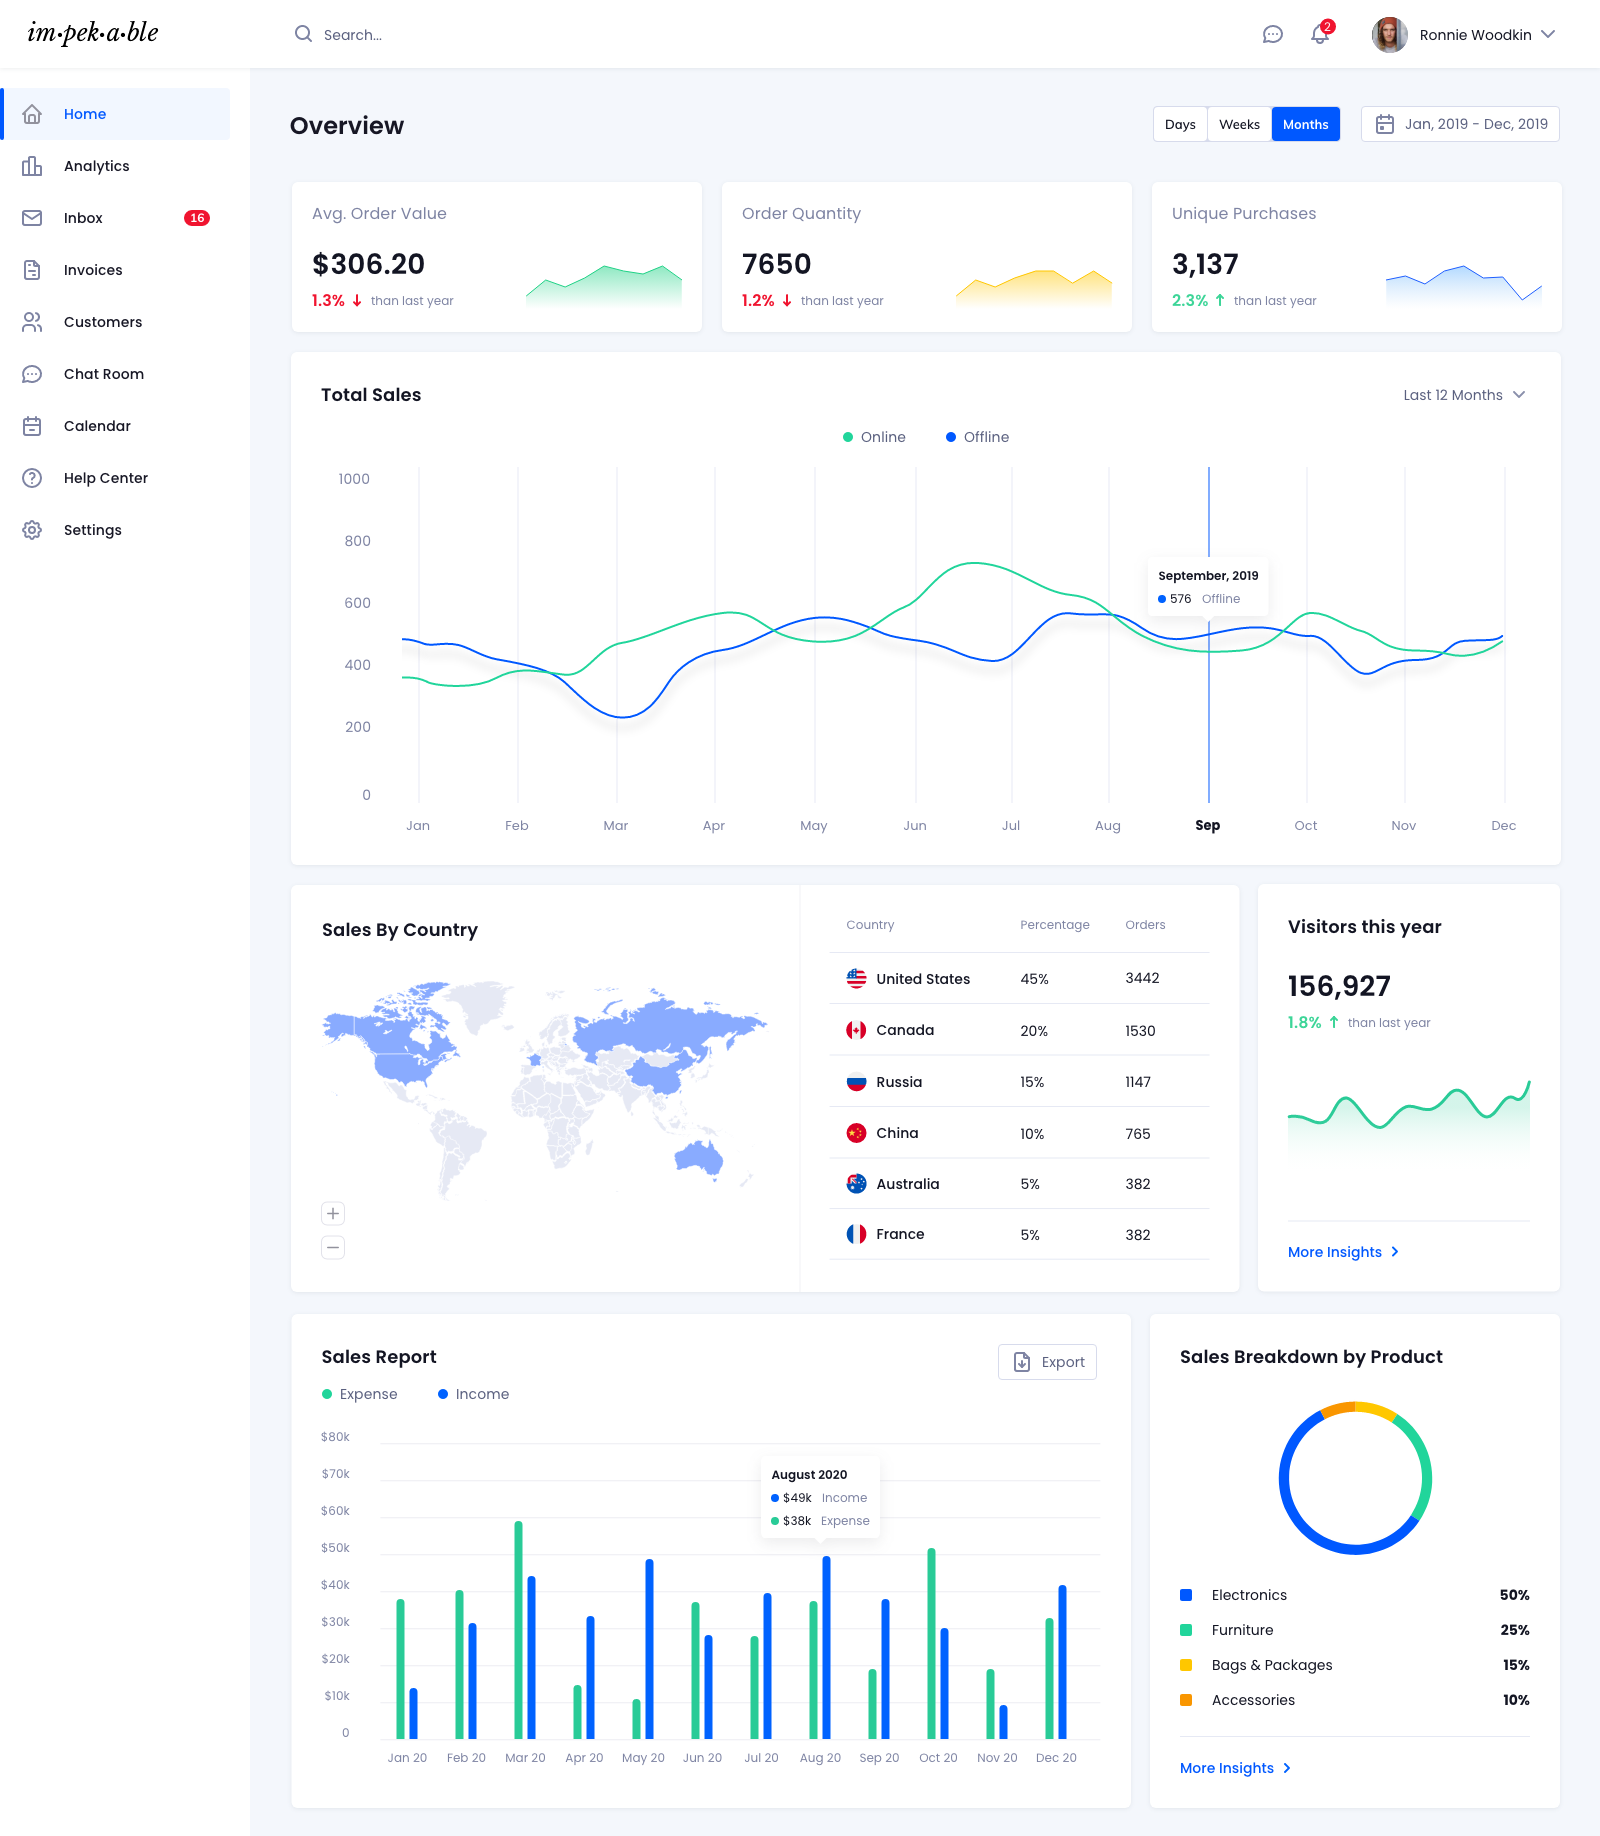 im·pek·a·ble
Search...
2
Ronnie Woodkin
Home
Analytics
Inbox
16
Invoices
Customers
Chat Room
Calendar
Help Center
Settings
Overview
Days
Weeks
Months
Jan, 2019 - Dec, 2019
Avg. Order Value
$306.20
1.3% ↓ than last year
Order Quantity
7650
1.2% ↓ than last year
Unique Purchases
3,137
2.3% ↑ than last year
Total Sales
Last 12 Months
Online
Offline
1000
800
600
400
200
0
September, 2019
576 Offline
Jan
Feb
Mar
Apr
May
Jun
Jul
Aug
Sep
Oct
Nov
Dec
Sales By Country
+
−
Country Percentage Orders
United States 45% 3442
Canada 20% 1530
Russia 15% 1147
China 10% 765
Australia 5% 382
France 5% 382
Visitors this year
156,927
1.8% ↑ than last year
More Insights
Sales Report
Export
Expense
Income
$80k
$70k
$60k
$50k
$40k
$30k
$20k
$10k
0
August 2020
$49k Income
$38k Expense
Jan 20
Feb 20
Mar 20
Apr 20
May 20
Jun 20
Jul 20
Aug 20
Sep 20
Oct 20
Nov 20
Dec 20
Sales Breakdown by Product
Electronics 50%
Furniture 25%
Bags & Packages 15%
Accessories 10%
More Insights